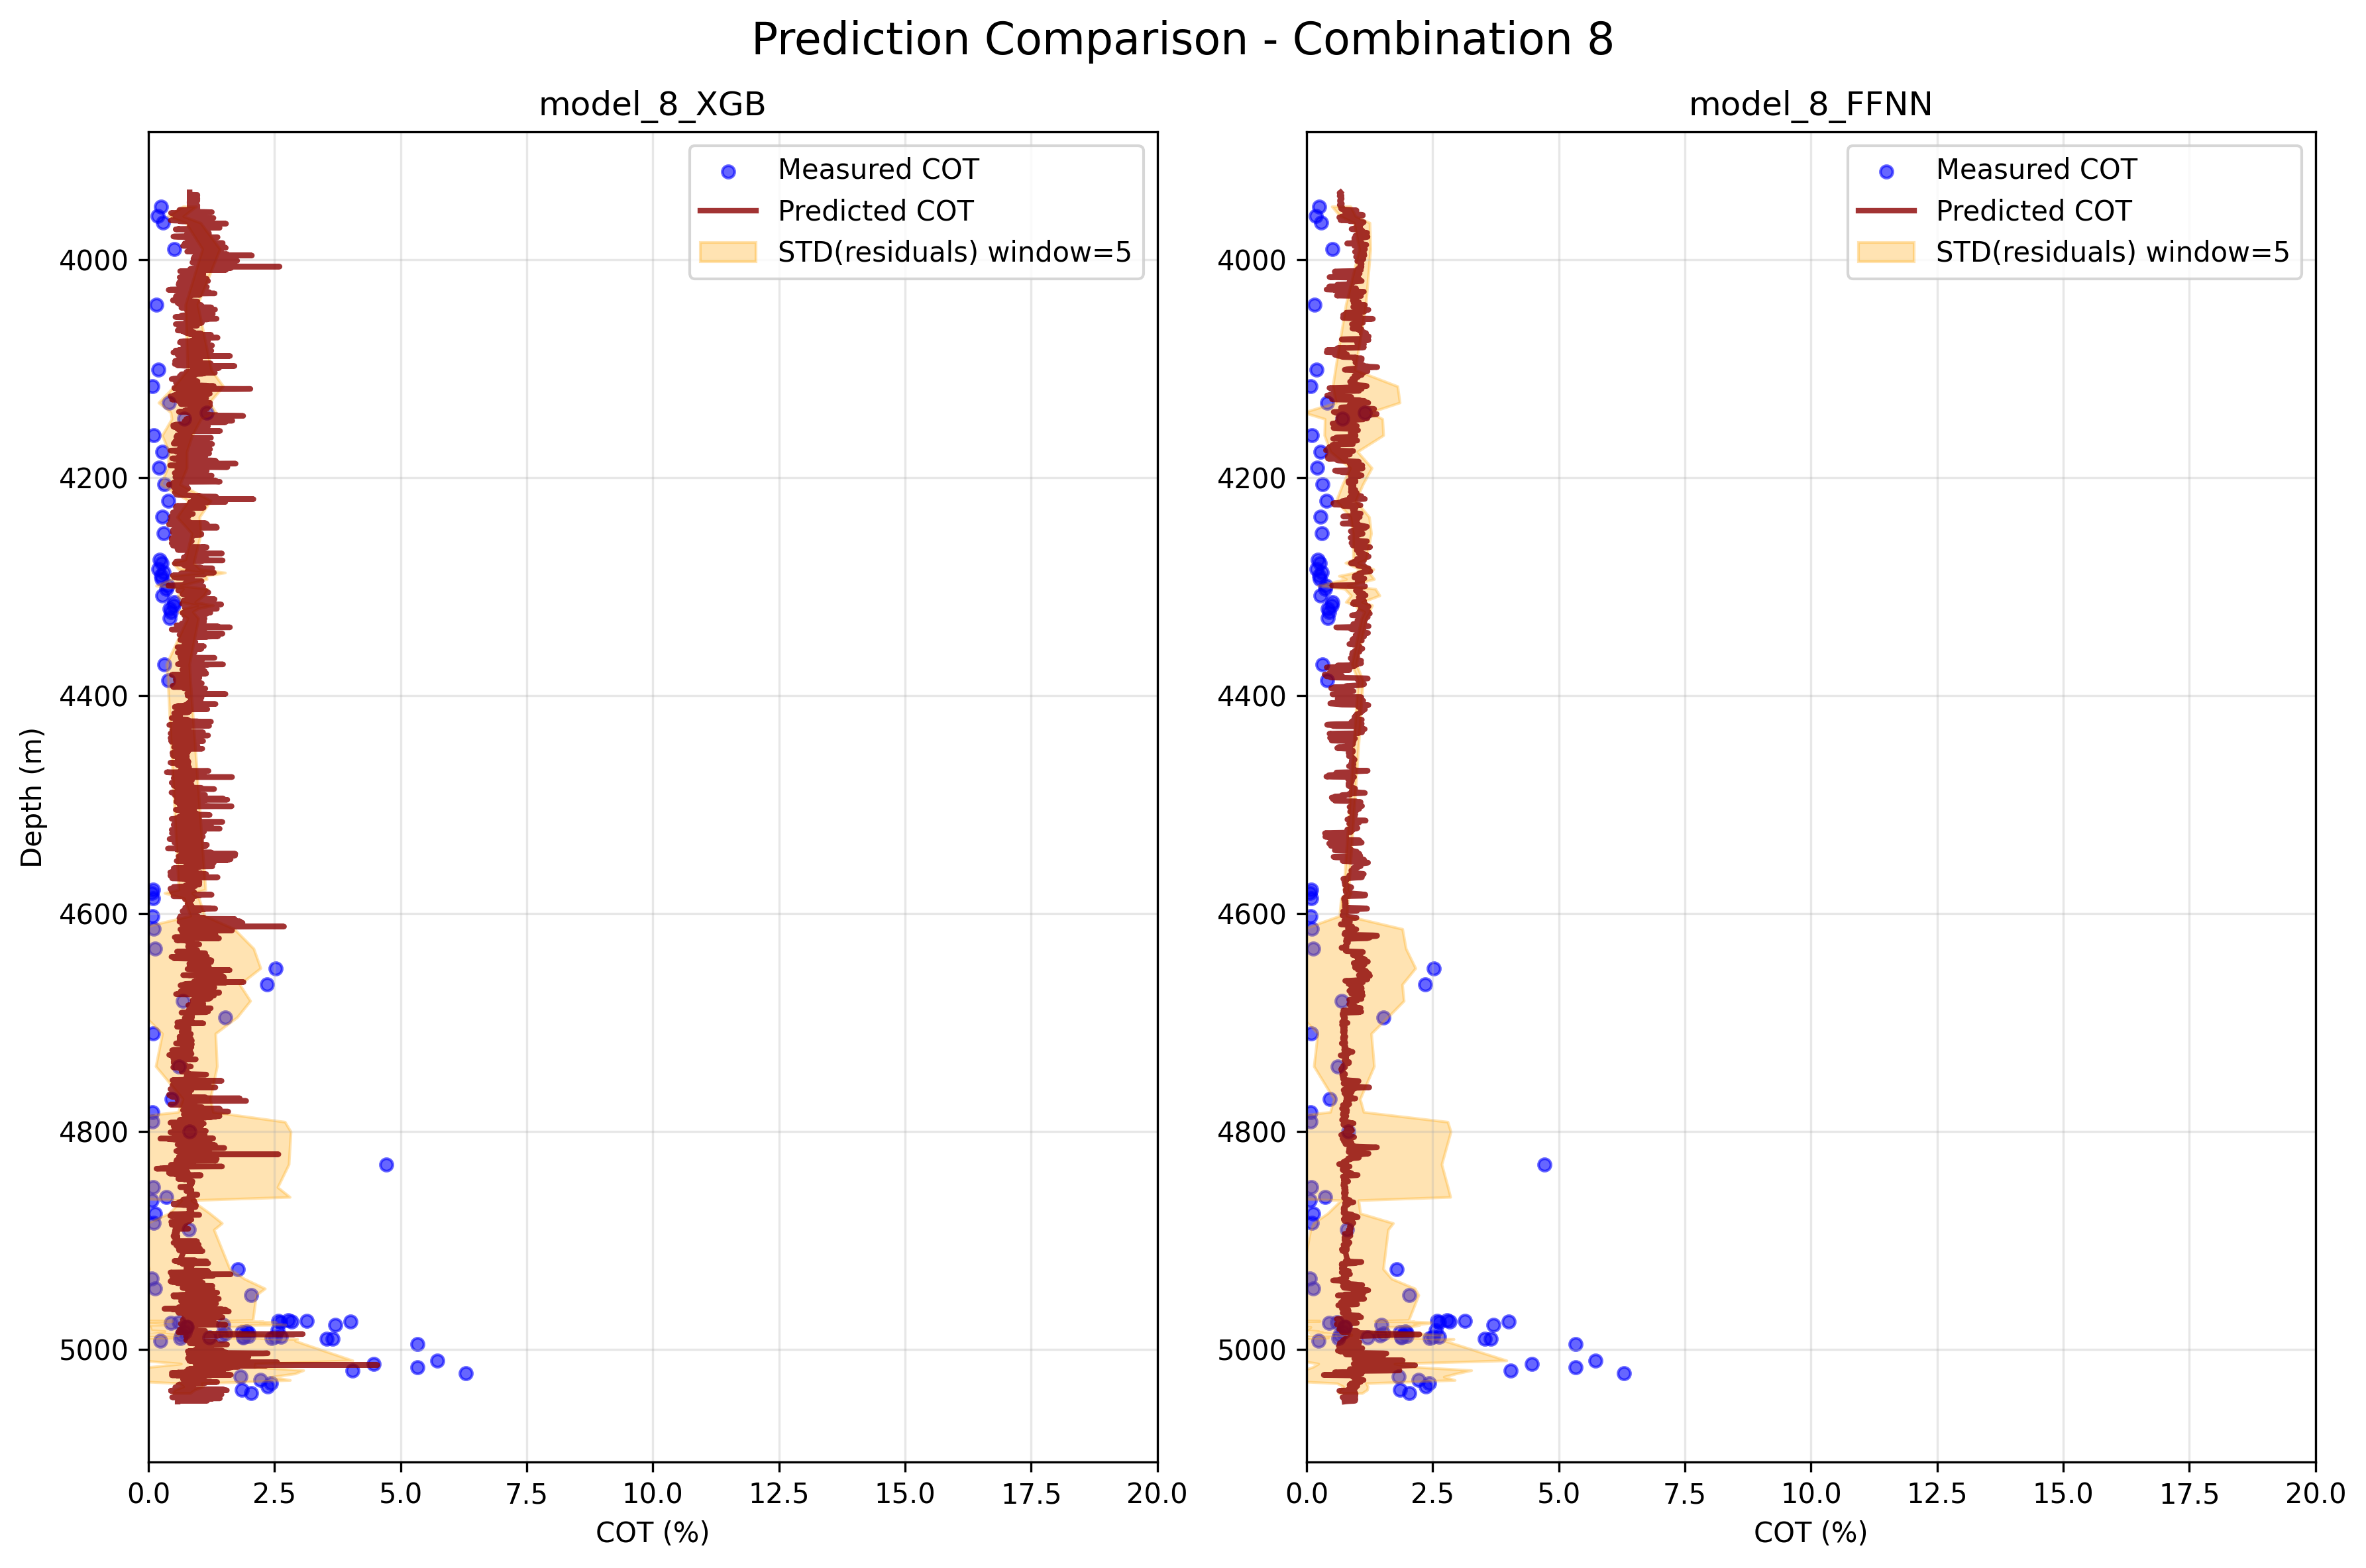 Prediction Comparison - Combination 8
model_8_XGB
Measured COT
Predicted COT
STD(residuals) window=5
4000
4200
4400
4600
4800
5000
Depth (m)
0.0 2.5 5.0 7.5 10.0 12.5 15.0 17.5 20.0
COT (%)
model_8_FFNN
Measured COT
Predicted COT
STD(residuals) window=5
4000
4200
4400
4600
4800
5000
0.0 2.5 5.0 7.5 10.0 12.5 15.0 17.5 20.0
COT (%)